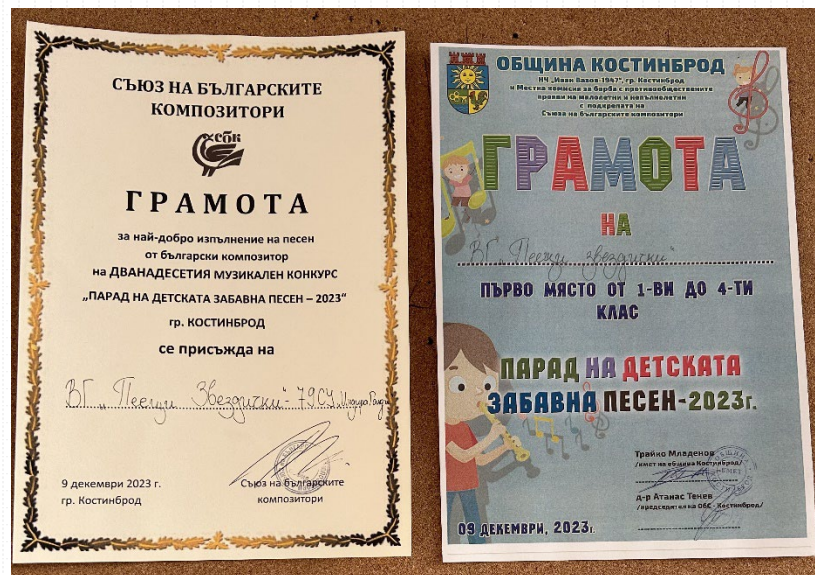 СЪЮЗ НА БЪЛГАРСКИТЕ
КОМПОЗИТОРИ
схбк
ГРАМОТА
за най-добро изпълнение на песен
от български композитор
на ДВАНАДЕСЕТИЯ МУЗИКАЛЕН КОНКУРС
„ПАРАД НА ДЕТСКАТА ЗАБАВНА ПЕСЕН – 2023“
гр. КОСТИНБРОД
се присъжда на
ВГ „Пеещи Звездички“ - 79 СУ „Индира Ганди“
9 декември 2023 г.
гр. Костинброд
Съюз на българските
композитори
ОБЩИНА КОСТИНБРОД
НЧ „Иван Вазов-1947“, гр. Костинброд
и Местна комисия за борба с противообществените
прояви на малолетни и непълнолетни
с подкрепата на
Съюза на българските композитори
ГРАМОТА
НА
ВГ „Пеещи звездички“
ПЪРВО МЯСТО ОТ 1-ВИ ДО 4-ТИ
КЛАС
ПАРАД НА ДЕТСКАТА
ЗАБАВНА ПЕСЕН-2023г.
Трайко Младенов
/кмет на община Костинброд/
д-р Атанас Тенев
/председател на ОбС - Костинброд/
09 ДЕКЕМВРИ, 2023г.